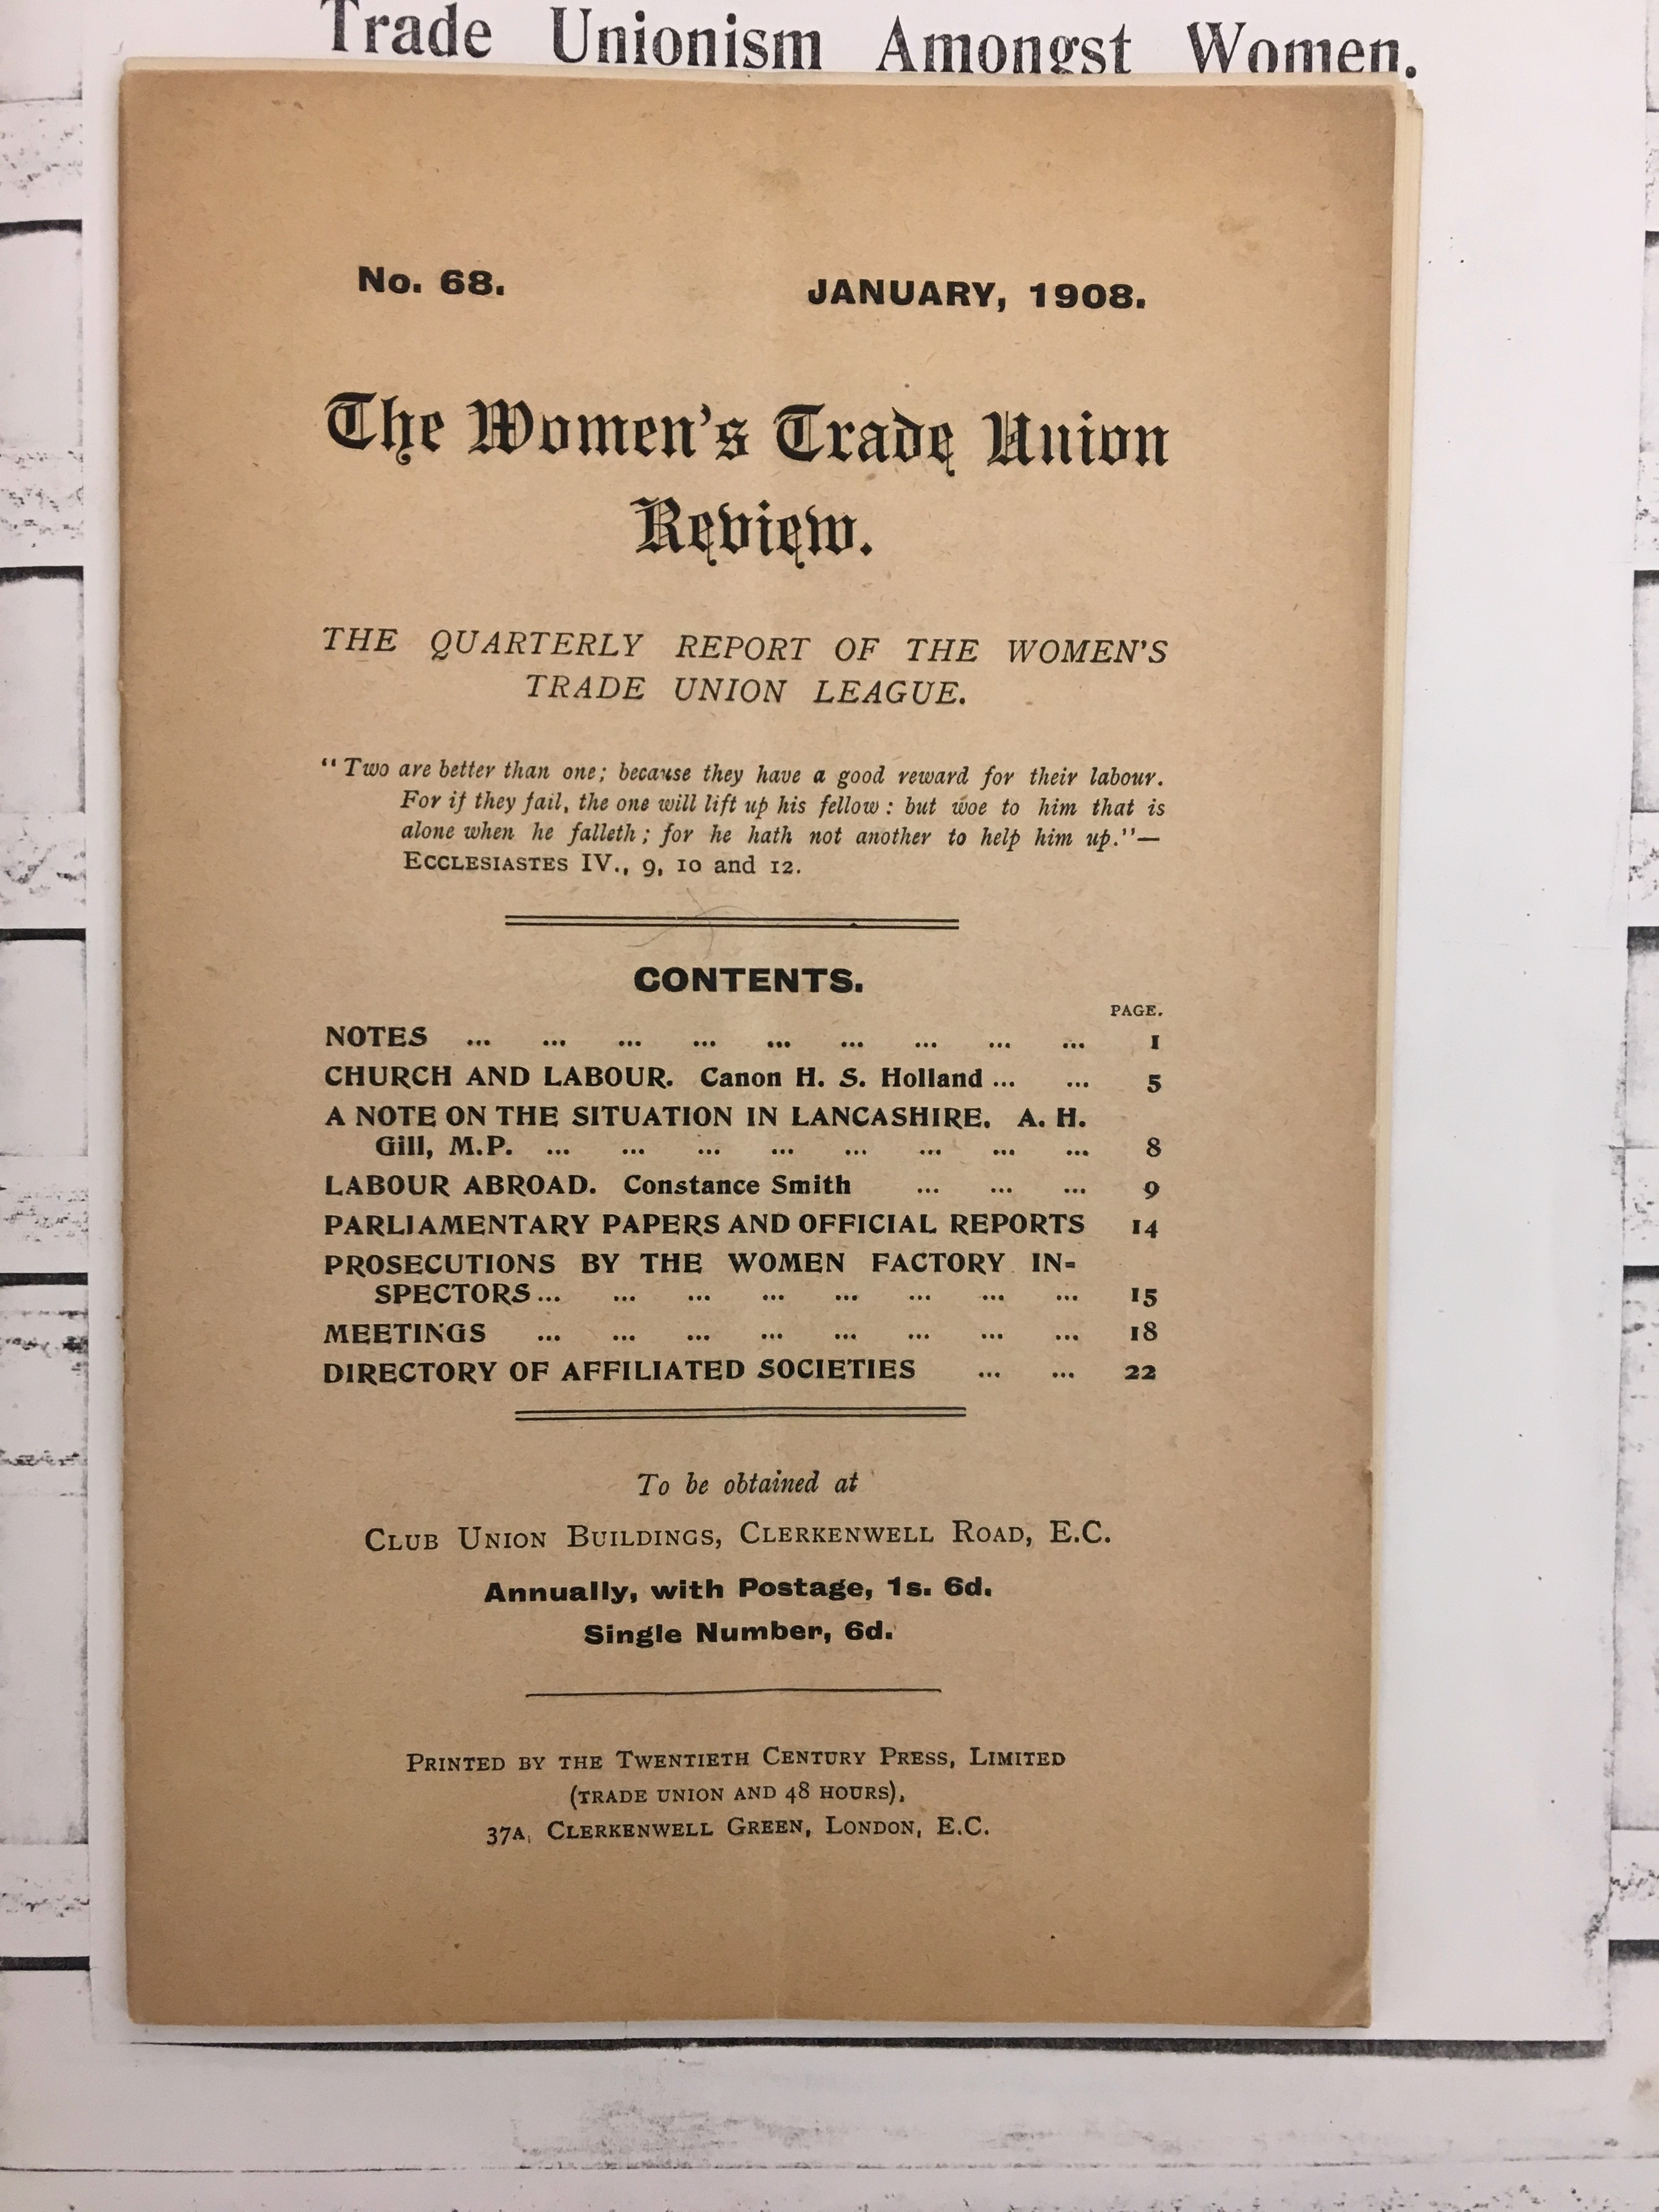 Trade Unionism Amongst Women.
No. 68. JANUARY, 1908.
The Women's Trade Union
Review.
THE QUARTERLY REPORT OF THE WOMEN'S
TRADE UNION LEAGUE.
"Two are better than one; because they have a good reward for their labour.
For if they fail, the one will lift up his fellow: but woe to him that is
alone when he falleth; for he hath not another to help him up."—
ECCLESIASTES IV., 9, 10 and 12.
CONTENTS.
PAGE.
NOTES ... ... ... ... ... ... ... ... ... 1
CHURCH AND LABOUR. Canon H. S. Holland ... ... 5
A NOTE ON THE SITUATION IN LANCASHIRE. A. H.
Gill, M.P. ... ... ... ... ... ... ... ... 8
LABOUR ABROAD. Constance Smith ... ... ... 9
PARLIAMENTARY PAPERS AND OFFICIAL REPORTS 14
PROSECUTIONS BY THE WOMEN FACTORY IN-
SPECTORS ... ... ... ... ... ... ... ... 15
MEETINGS ... ... ... ... ... ... ... ... 18
DIRECTORY OF AFFILIATED SOCIETIES ... ... 22
To be obtained at
CLUB UNION BUILDINGS, CLERKENWELL ROAD, E.C.
Annually, with Postage, 1s. 6d.
Single Number, 6d.
PRINTED BY THE TWENTIETH CENTURY PRESS, LIMITED
(TRADE UNION AND 48 HOURS),
37A, CLERKENWELL GREEN, LONDON, E.C.